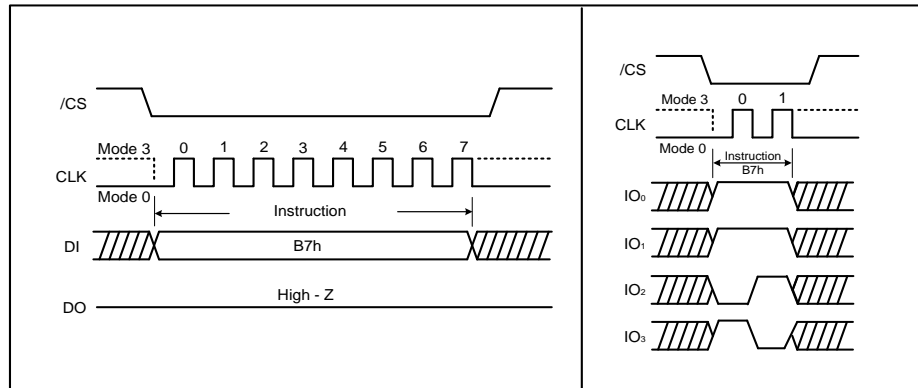 /CS
Mode 3
0 1 2 3 4 5 6 7
CLK
Mode 0
Instruction
DI
B7h
High - Z
DO
/CS
Mode 3
0 1
CLK
Mode 0
Instruction
B7h
IO₀
IO₁
IO₂
IO₃